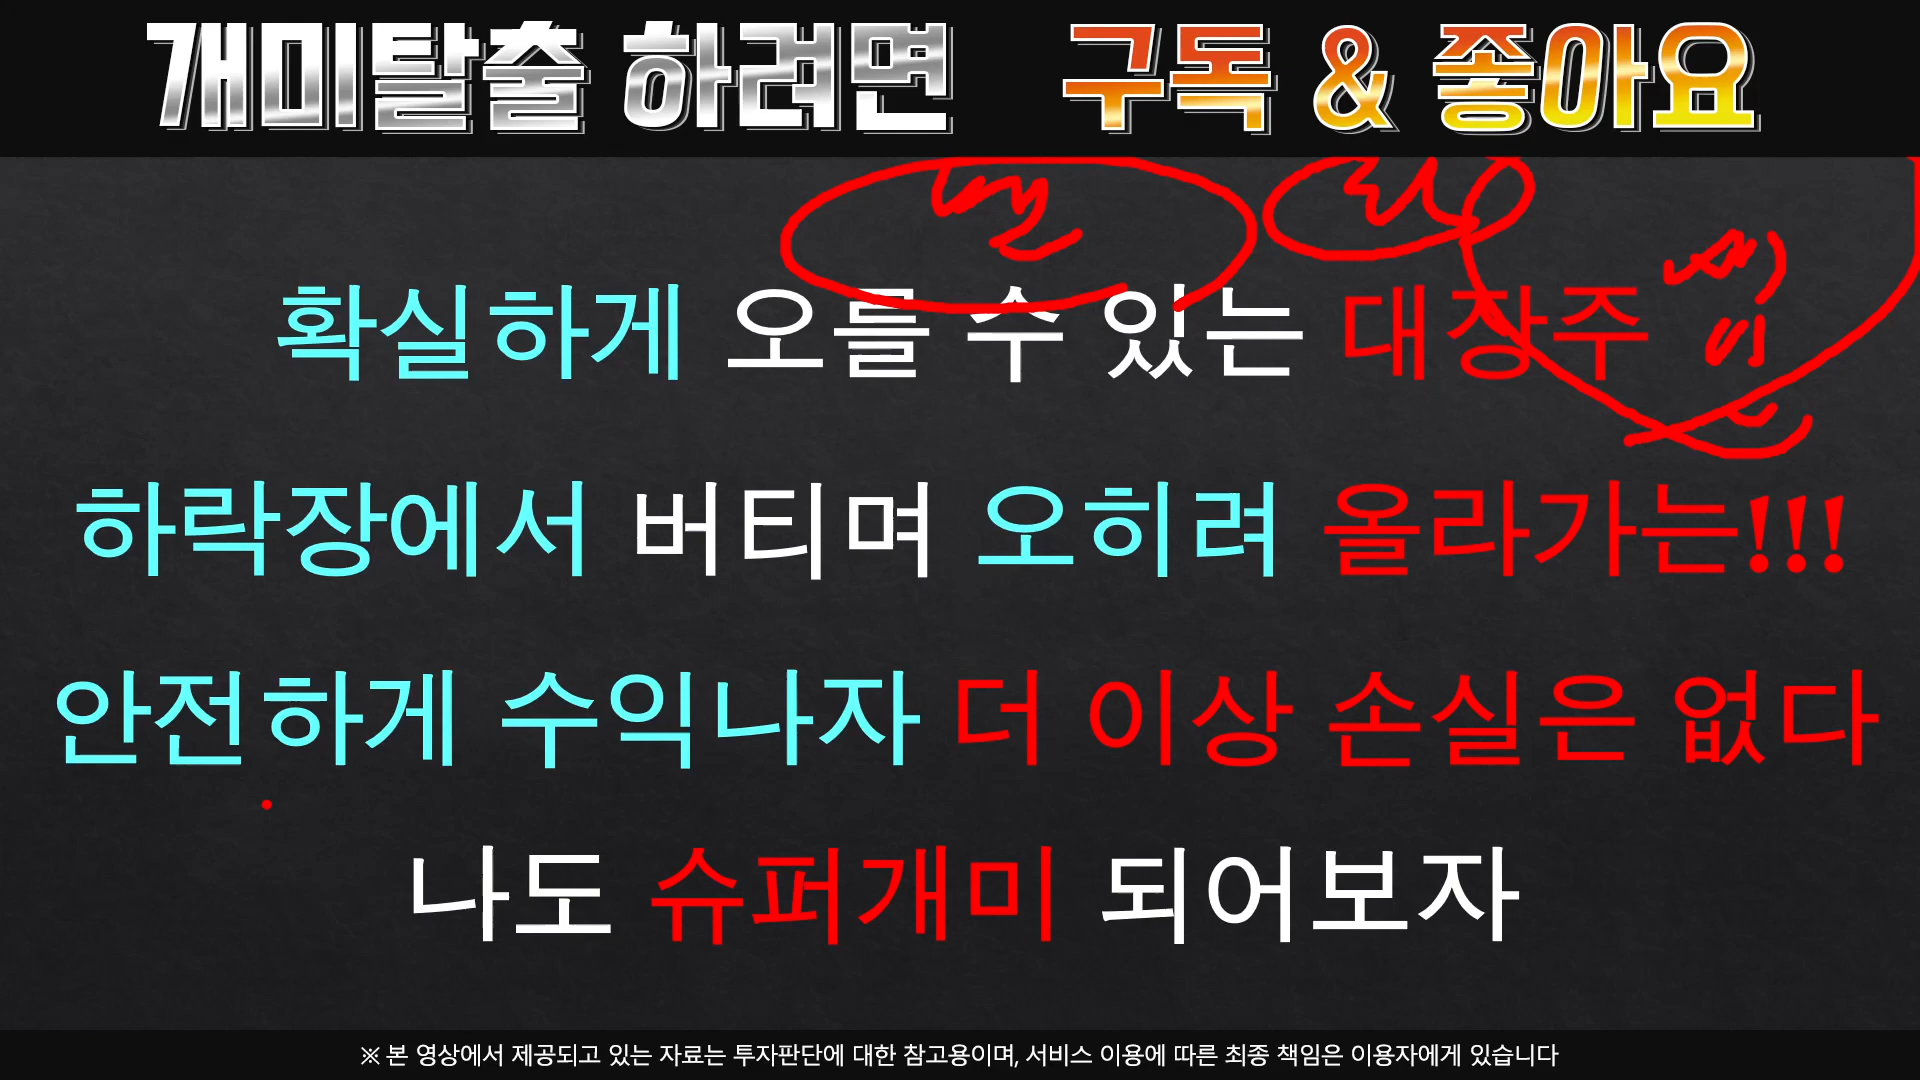 개미탈출 하려면 구독 & 좋아요
확실하게 오를 수 있는 대장주
하락장에서 버티며 오히려 올라가는!!!
안전하게 수익나자 더 이상 손실은 없다
나도 슈퍼개미 되어보자
※ 본 영상에서 제공되고 있는 자료는 투자판단에 대한 참고용이며, 서비스 이용에 따른 최종 책임은 이용자에게 있습니다